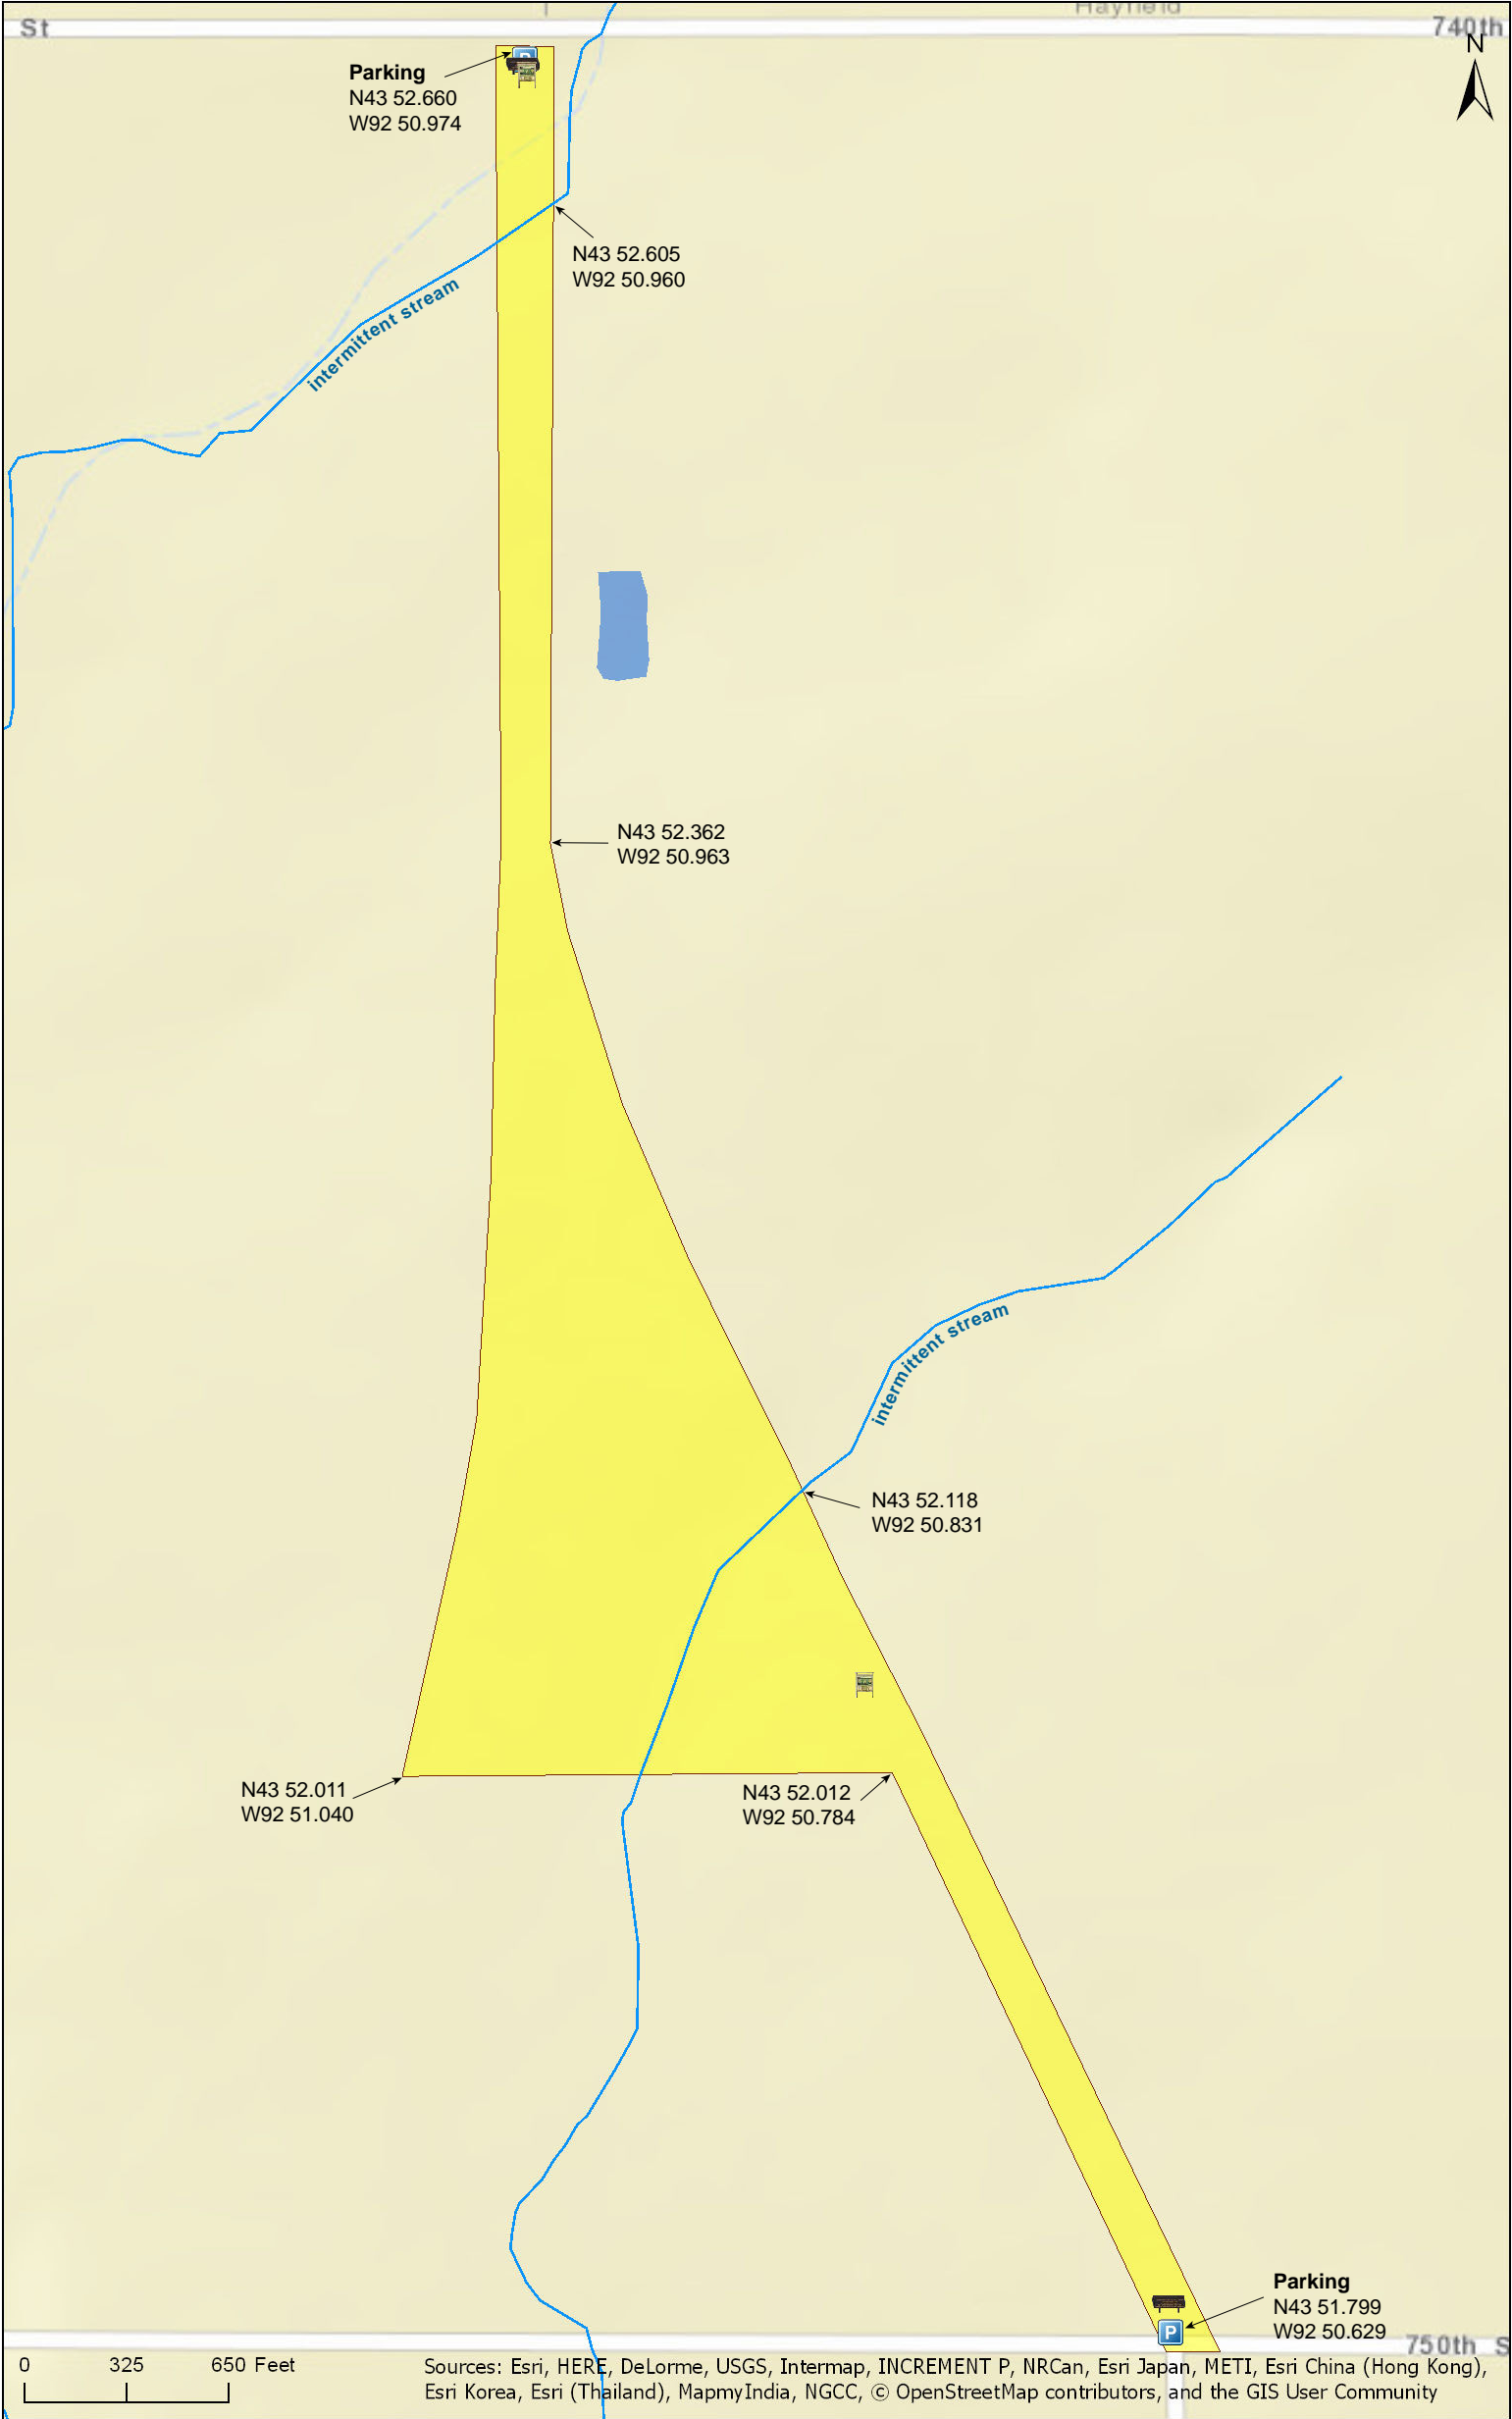 Hayfield
St
740th
N
Parking
N43 52.660
W92 50.974
N43 52.605
W92 50.960
intermittent stream
N43 52.362
W92 50.963
intermittent stream
N43 52.118
W92 50.831
N43 52.011
W92 51.040
N43 52.012
W92 50.784
Parking
N43 51.799
W92 50.629
P
750th S
0 325 650 Feet
Sources: Esri, HERE, DeLorme, USGS, Intermap, INCREMENT P, NRCan, Esri Japan, METI, Esri China (Hong Kong),
Esri Korea, Esri (Thailand), MapmyIndia, NGCC, © OpenStreetMap contributors, and the GIS User Community